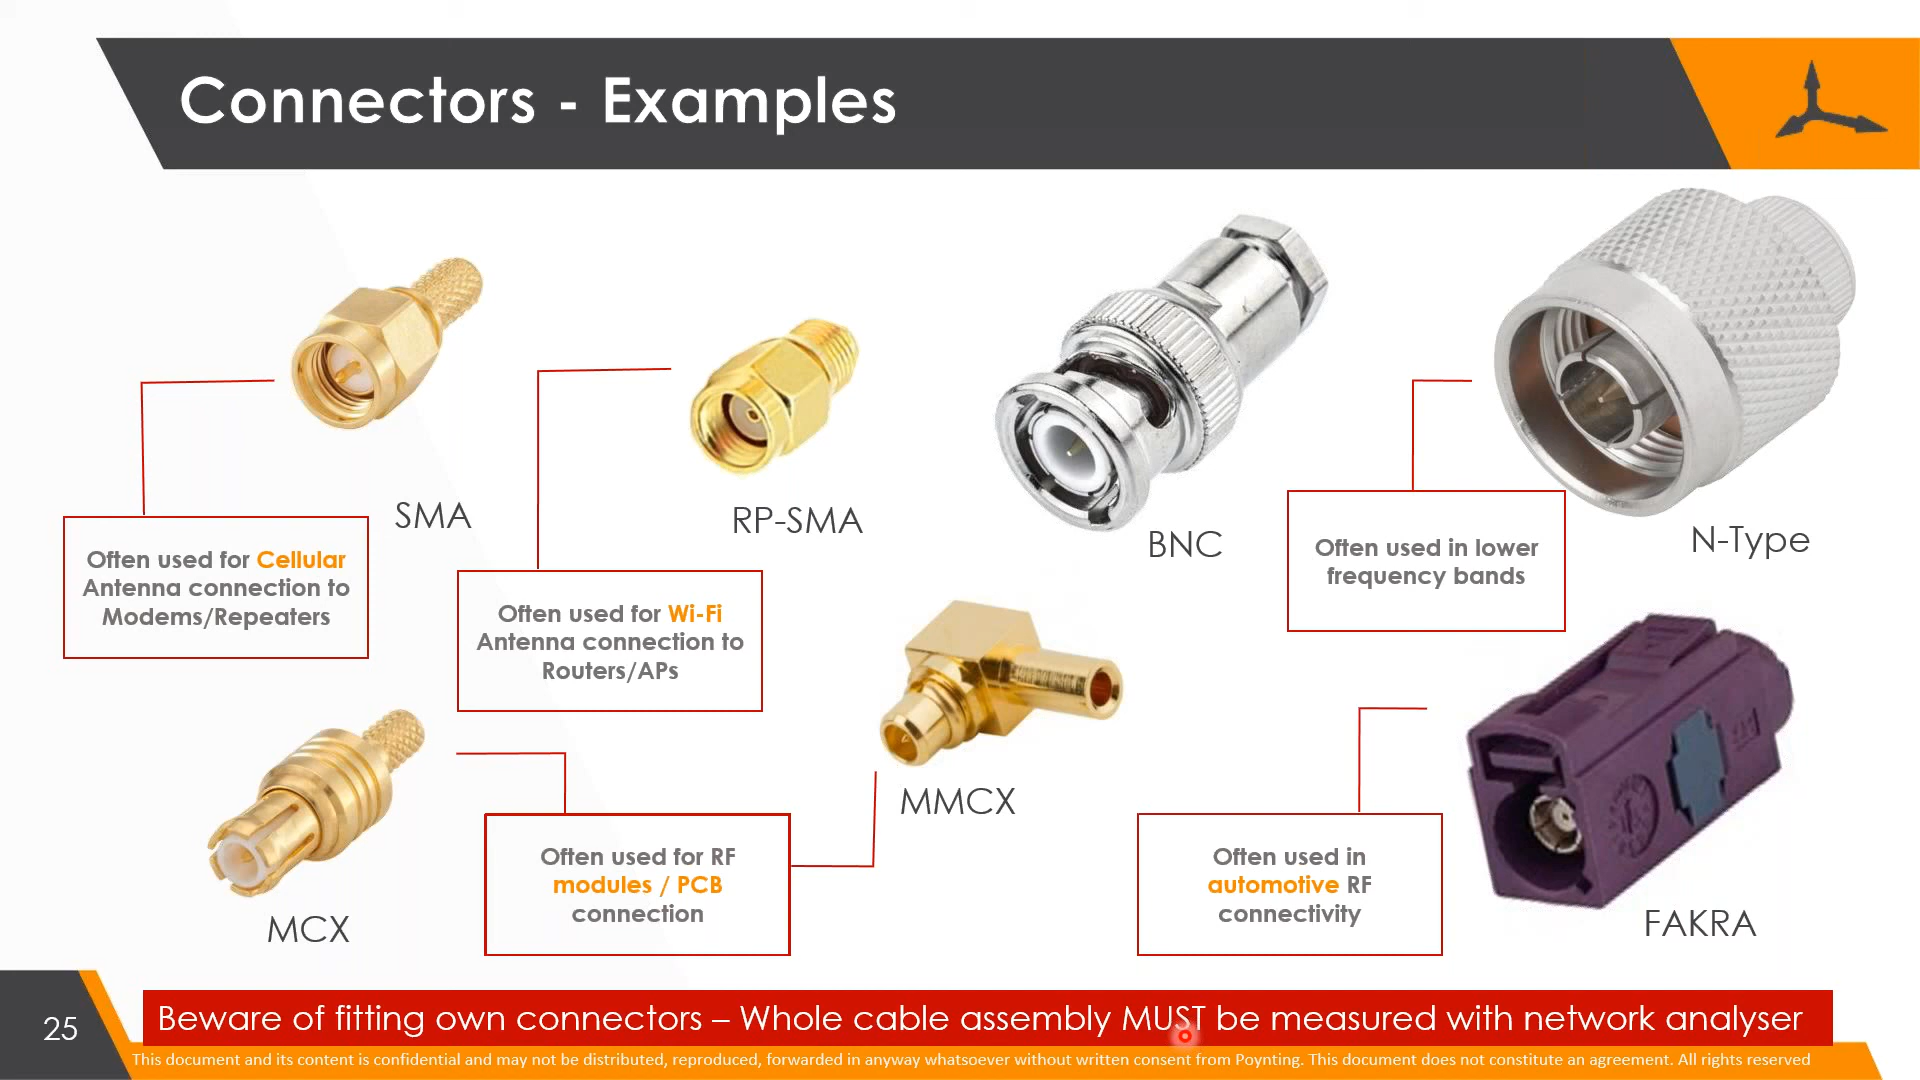 Connectors - Examples
SMA
RP-SMA
BNC
N-Type
Often used for Cellular
Antenna connection to
Modems/Repeaters
Often used for Wi-Fi
Antenna connection to
Routers/APs
Often used in lower
frequency bands
MCX
MMCX
Often used for RF
modules / PCB
connection
Often used in
automotive RF
connectivity
FAKRA
25
Beware of fitting own connectors – Whole cable assembly MUST be measured with network analyser
This document and its content is confidential and may not be distributed, reproduced, forwarded in anyway whatsoever without written consent from Poynting. This document does not constitute an agreement. All rights reserved